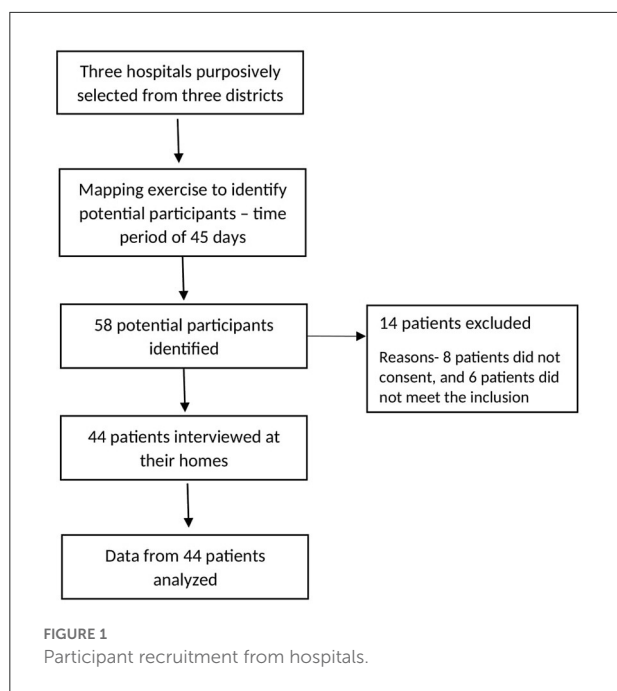 Three hospitals purposively
selected from three districts
Mapping exercise to identify
potential participants – time
period of 45 days
58 potential participants
identified
14 patients excluded
Reasons- 8 patients did not
consent, and 6 patients did
not meet the inclusion
44 patients interviewed at
their homes
Data from 44 patients
analyzed
FIGURE 1
Participant recruitment from hospitals.